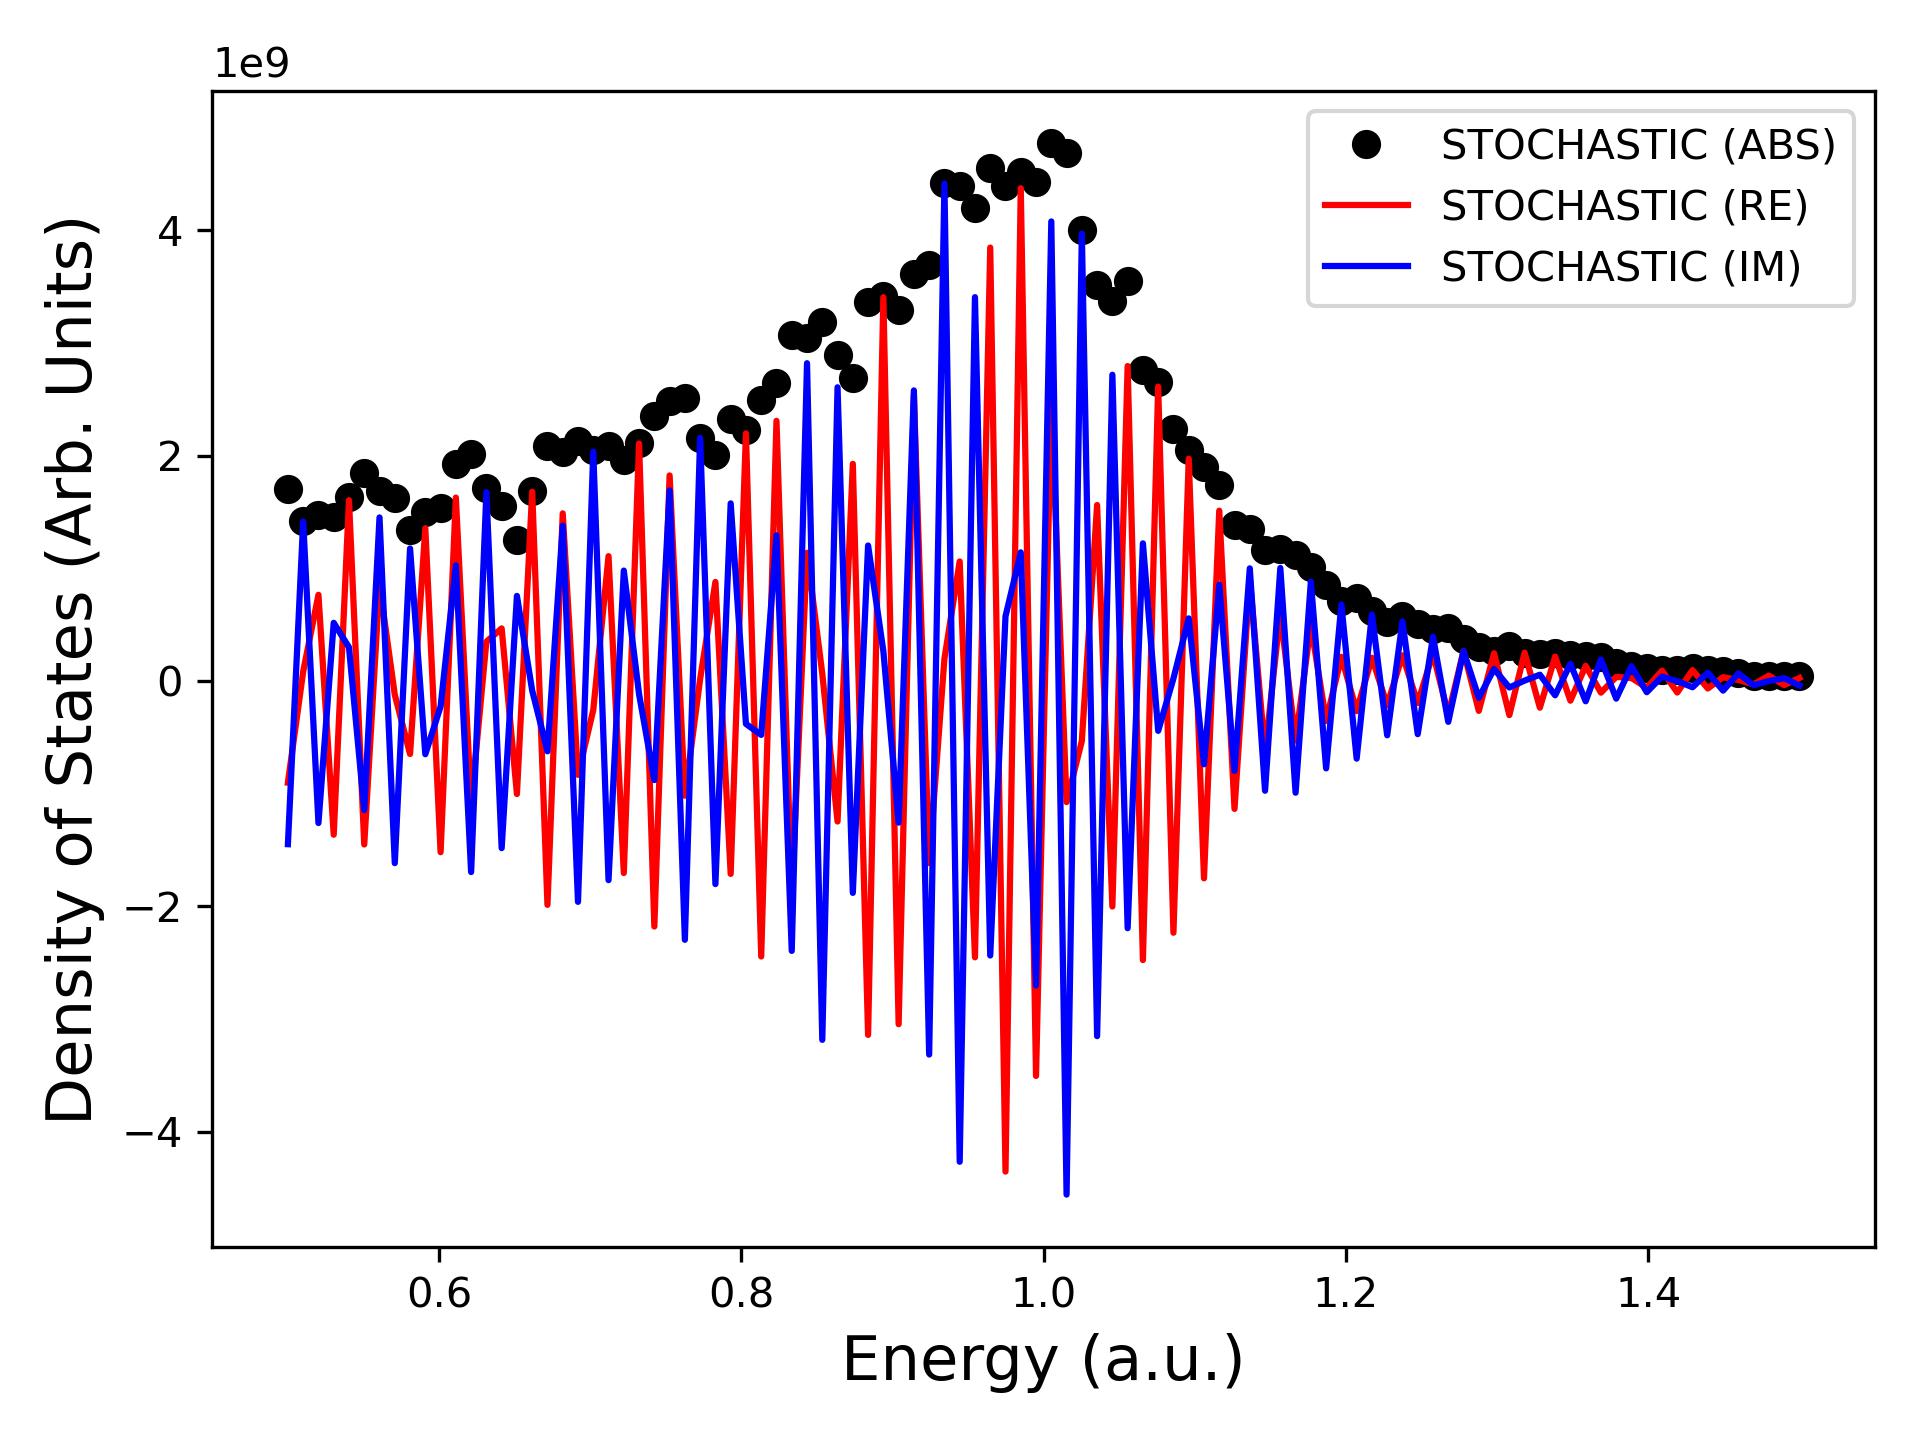 1e9
Density of States (Arb. Units)
4
2
0
−2
−4
STOCHASTIC (ABS)
STOCHASTIC (RE)
STOCHASTIC (IM)
0.6 0.8 1.0 1.2 1.4
Energy (a.u.)